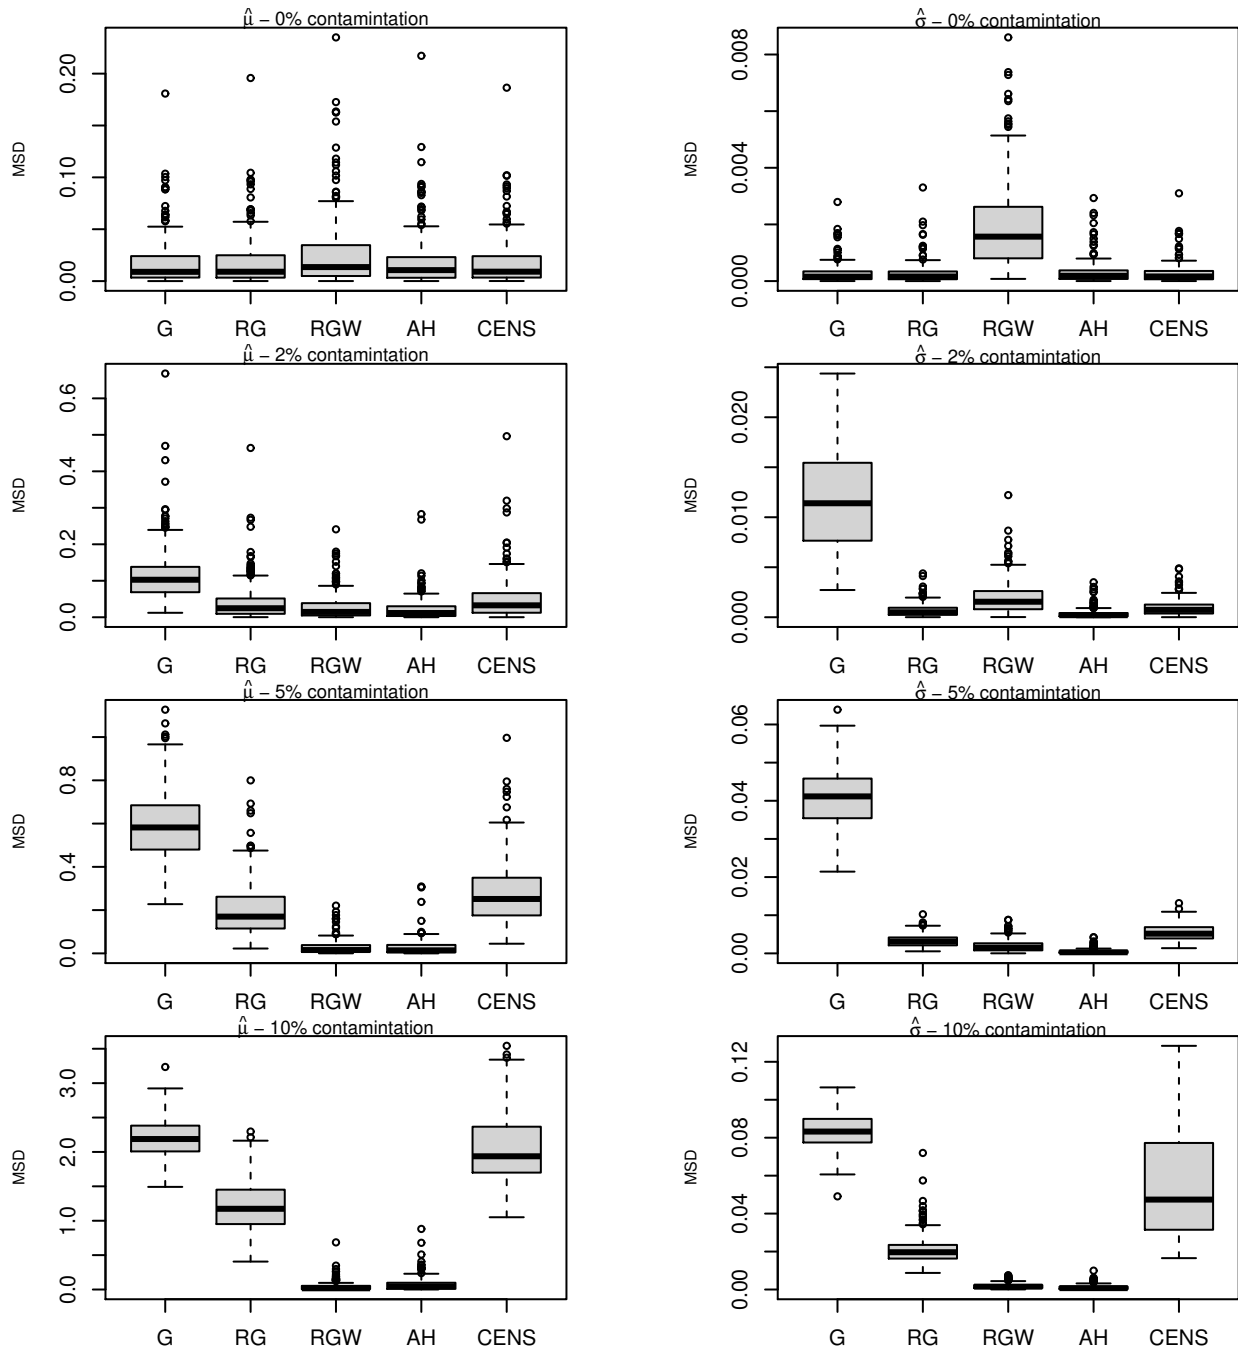 μ̂ − 0% contamintation
MSD
0.00 0.10 0.20
G RG RGW AH CENS
σ̂ − 0% contamintation
MSD
0.000 0.004 0.008
G RG RGW AH CENS
μ̂ − 2% contamintation
MSD
0.0 0.2 0.4 0.6
G RG RGW AH CENS
σ̂ − 2% contamintation
MSD
0.000 0.010 0.020
G RG RGW AH CENS
μ̂ − 5% contamintation
MSD
0.0 0.4 0.8
G RG RGW AH CENS
σ̂ − 5% contamintation
MSD
0.00 0.02 0.04 0.06
G RG RGW AH CENS
μ̂ − 10% contamintation
MSD
0.0 1.0 2.0 3.0
G RG RGW AH CENS
σ̂ − 10% contamintation
MSD
0.00 0.04 0.08 0.12
G RG RGW AH CENS